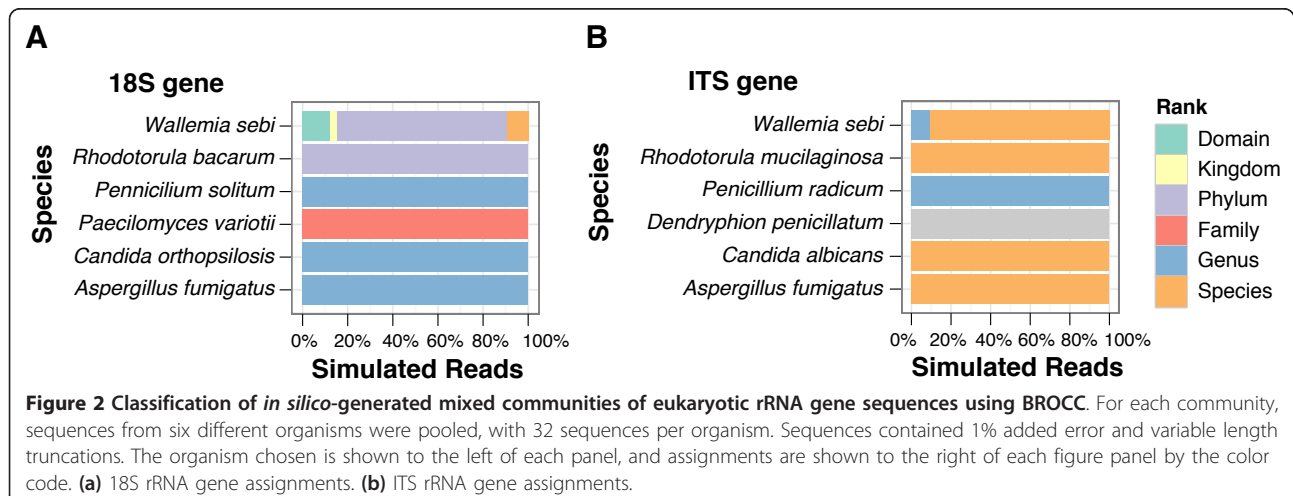 A
18S gene
Species
Wallemia sebi
Rhodotorula bacarum
Pennicilium solitum
Paecilomyces variotii
Candida orthopsilosis
Aspergillus fumigatus
0% 20% 40% 60% 80% 100%
Simulated Reads
B
ITS gene
Species
Wallemia sebi
Rhodotorula mucilaginosa
Penicillium radicum
Dendryphion penicillatum
Candida albicans
Aspergillus fumigatus
0% 20% 40% 60% 80% 100%
Simulated Reads
Rank
Domain
Kingdom
Phylum
Family
Genus
Species
Figure 2 Classification of in silico-generated mixed communities of eukaryotic rRNA gene sequences using BROCC. For each community,
sequences from six different organisms were pooled, with 32 sequences per organism. Sequences contained 1% added error and variable length
truncations. The organism chosen is shown to the left of each panel, and assignments are shown to the right of each figure panel by the color
code. (a) 18S rRNA gene assignments. (b) ITS rRNA gene assignments.